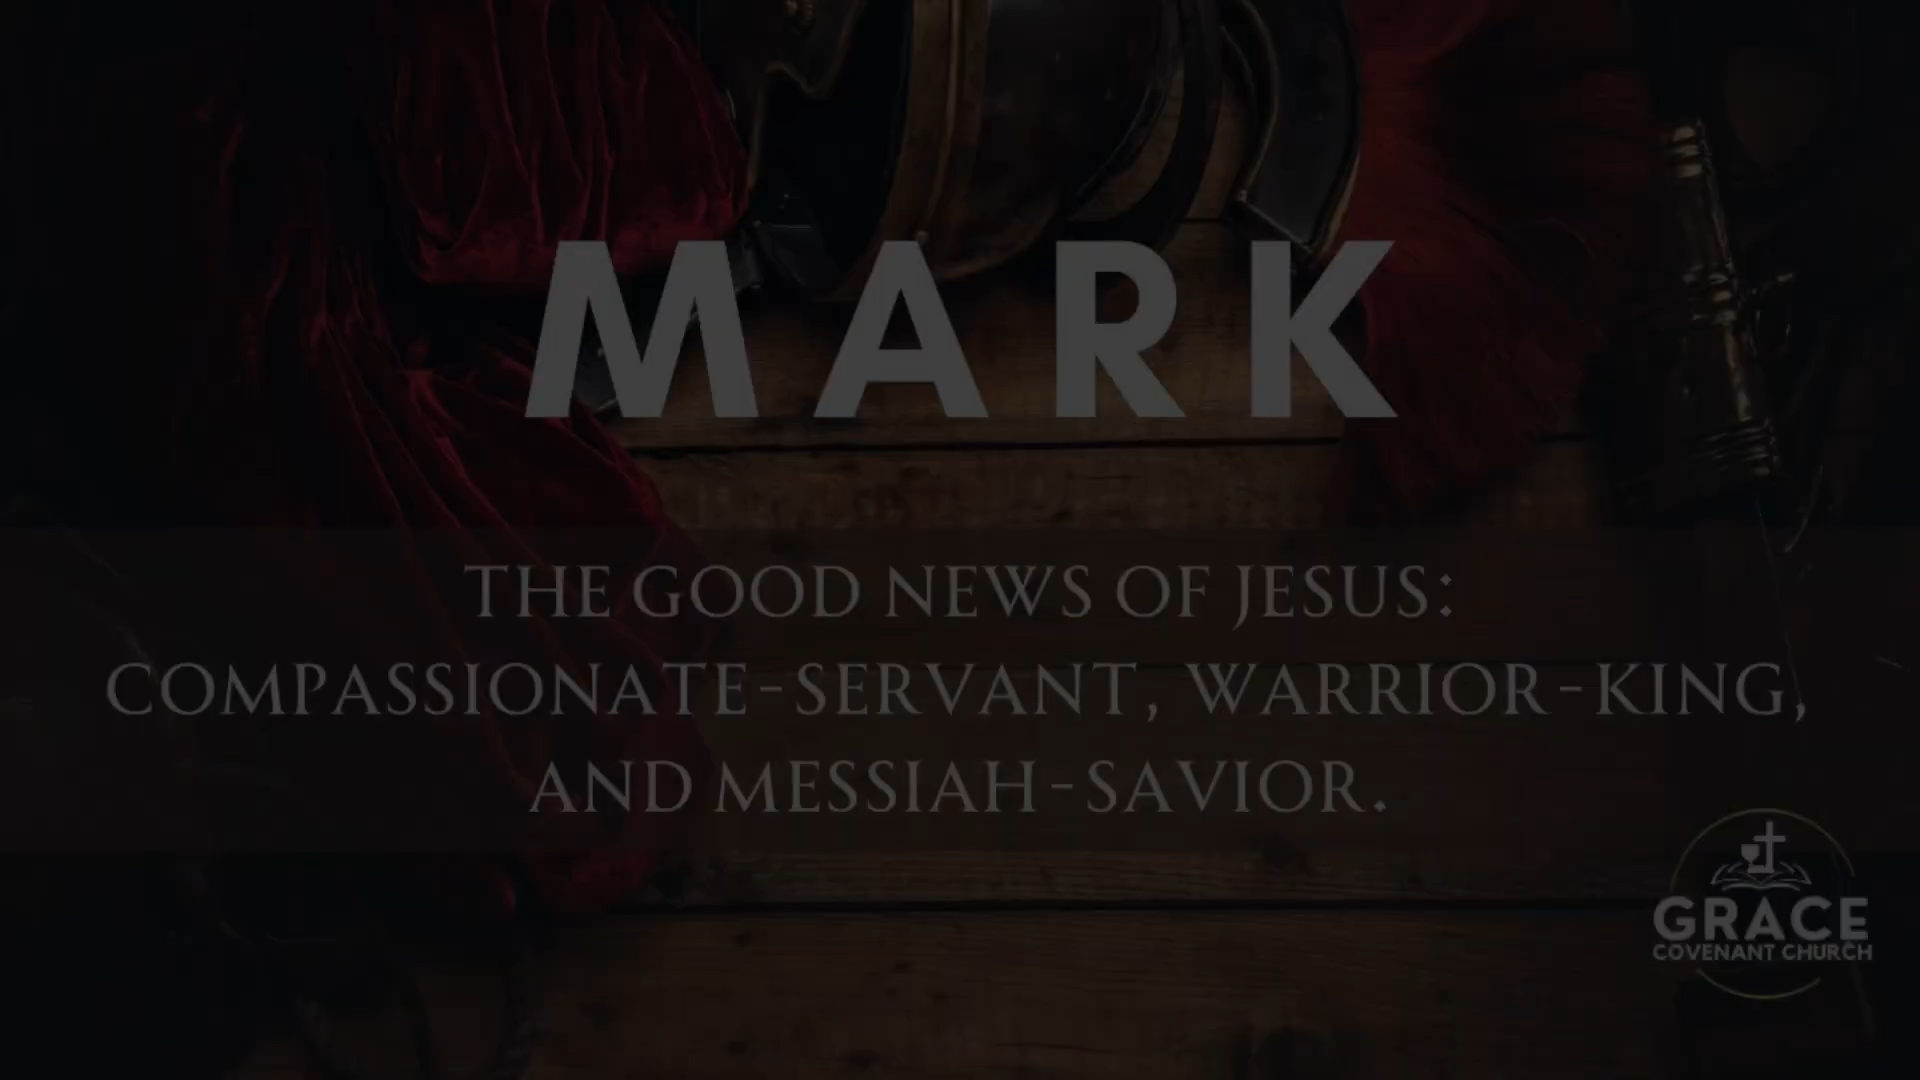 MARK
THE GOOD NEWS OF JESUS:
COMPASSIONATE-SERVANT, WARRIOR-KING,
AND MESSIAH-SAVIOR.
GRACE
COVENANT CHURCH